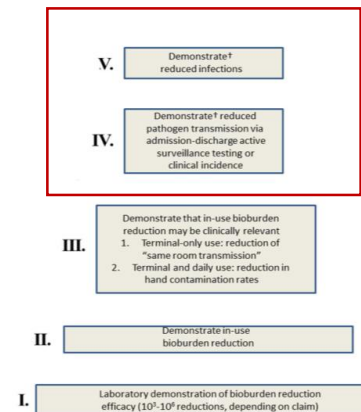 V.
Demonstrate†
reduced infections
IV.
Demonstrate† reduced
pathogen transmission via
admission-discharge active
surveillance testing or
clinical incidence
III.
Demonstrate that in-use bioburden
reduction may be clinically relevant
1. Terminal-only use: reduction of
“same room transmission”
2. Terminal and daily use: reduction in
hand contamination rates
II.
Demonstrate in-use
bioburden reduction
I.
Laboratory demonstration of bioburden reduction
efficacy (10³-10⁶ reductions, depending on claim)